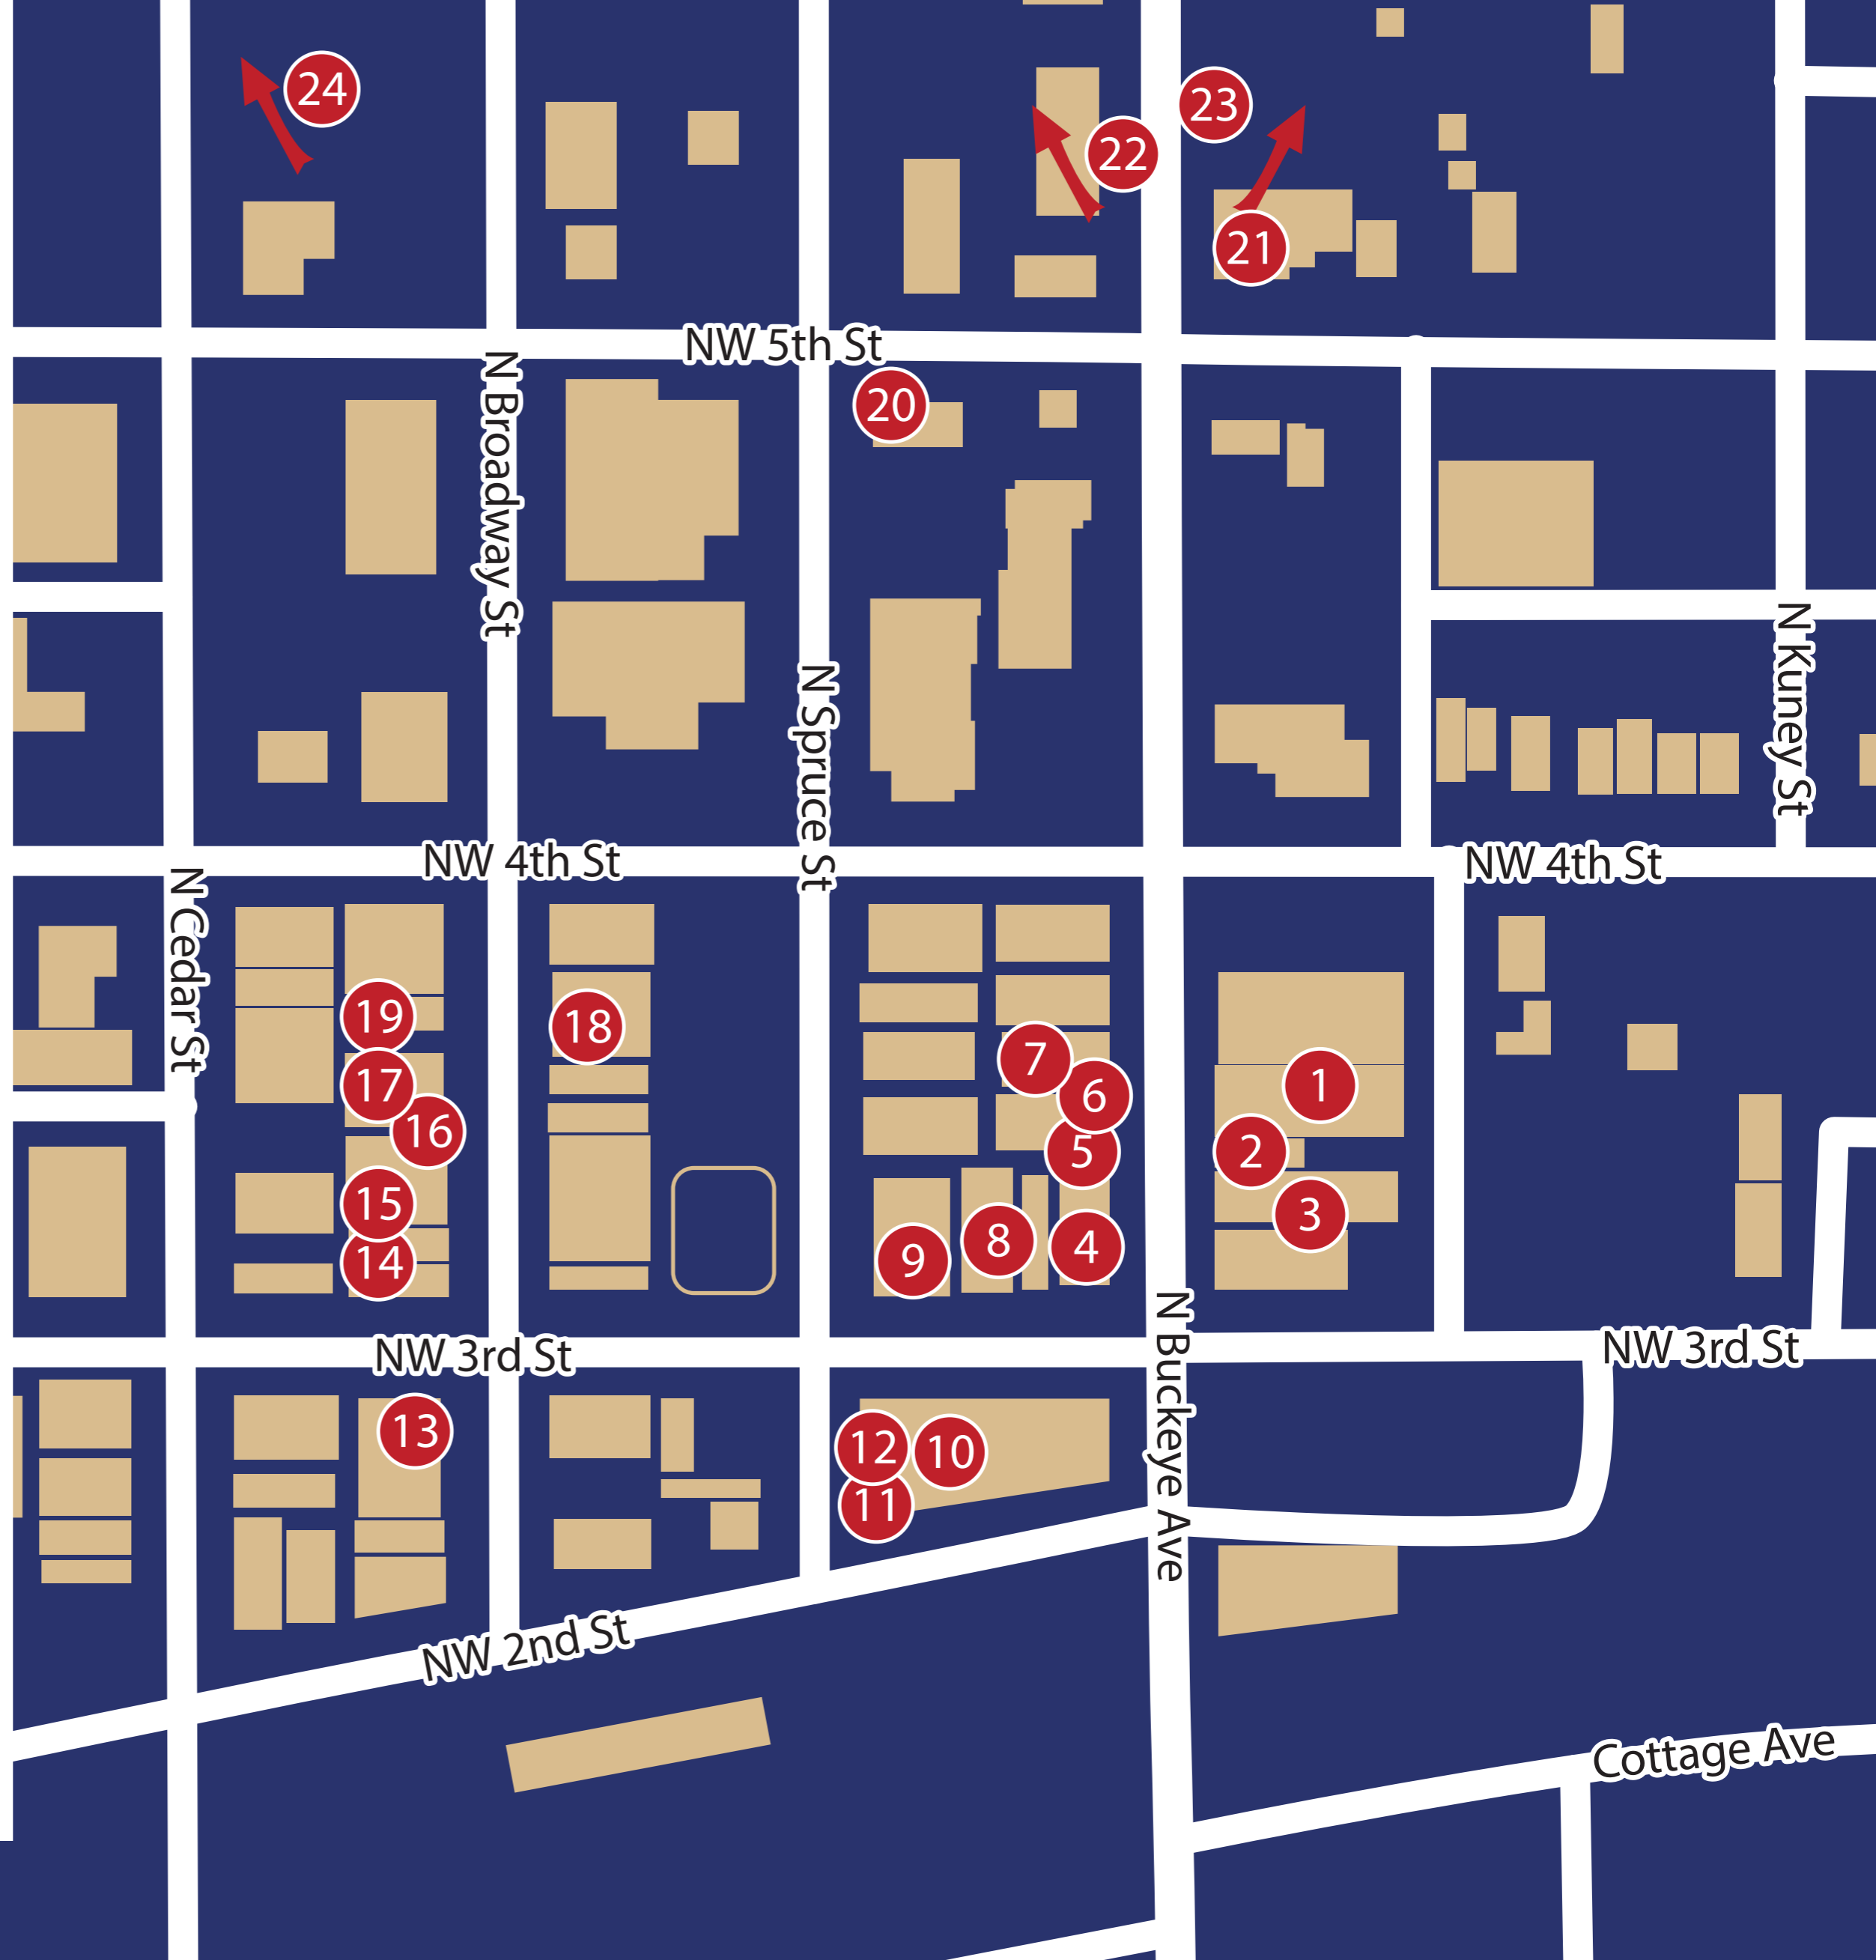 24
23
22
21
NW 5th St
N Broadway St
20
N Kuney St
N Spruce St
NW 4th St
NW 4th St
N Cedar St
19
18
7
17
1
6
16
5
2
15
3
8
4
9
14
N Buckeye Ave
NW 3rd St
NW 3rd St
13
12
10
11
NW 2nd St
Cottage Ave